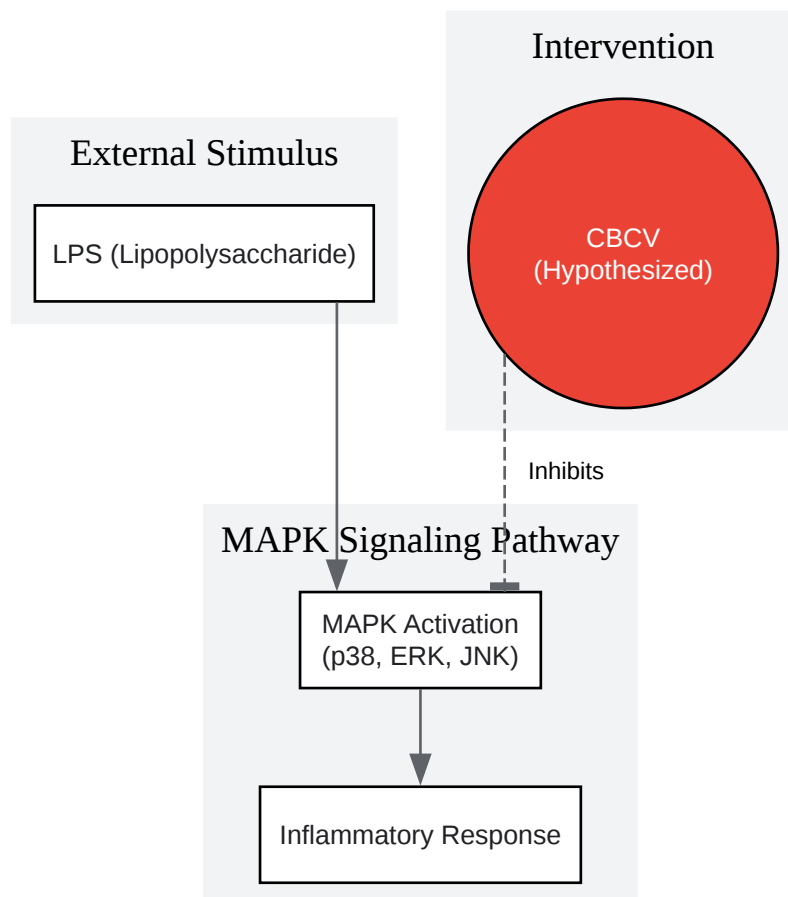 Intervention
External Stimulus
CBCV
(Hypothesized)
LPS (Lipopolysaccharide)
Inhibits
MAPK Signaling Pathway
MAPK Activation
(p38, ERK, JNK)
Inflammatory Response